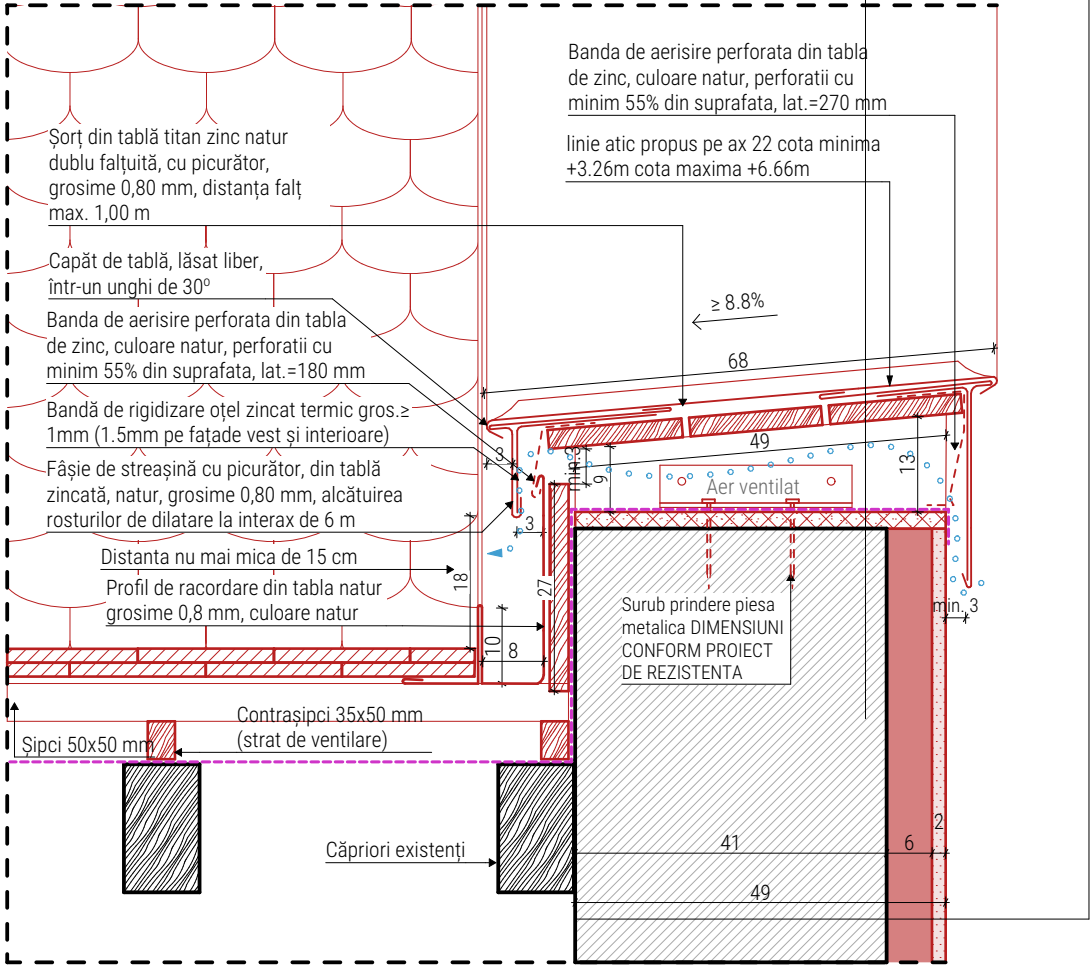 Banda de aerisire perforata din tabla
de zinc, culoare natur, perforatii cu
minim 55% din suprafata, lat.=270 mm
linie atic propus pe ax 22 cota minima
+3.26m cota maxima +6.66m
Șorț din tablă titan zinc natur
dublu falțuită, cu picurător,
grosime 0,80 mm, distanța falț
max. 1,00 m
Capăt de tablă, lăsat liber,
într-un unghi de 30º
Banda de aerisire perforata din tabla
de zinc, culoare natur, perforatii cu
minim 55% din suprafata, lat.=180 mm
Bandă de rigidizare oțel zincat termic gros.≥
1mm (1.5mm pe fațade vest și interioare)
Fâșie de streașină cu picurător, din tablă
zincată, natur, grosime 0,80 mm, alcătuirea
rosturilor de dilatare la interax de 6 m
Distanta nu mai mica de 15 cm
Profil de racordare din tabla natur
grosime 0,8 mm, culoare natur
≥ 8.8%
68
49
13
3
min.3
9
Aer ventilat
3
18
27
10
8
min. 3
Surub prindere piesa
metalica DIMENSIUNI
CONFORM PROIECT
DE REZISTENTA
Contrașipci 35x50 mm
(strat de ventilare)
Șipci 50x50 mm
Căpriori existenți
41
6
2
49